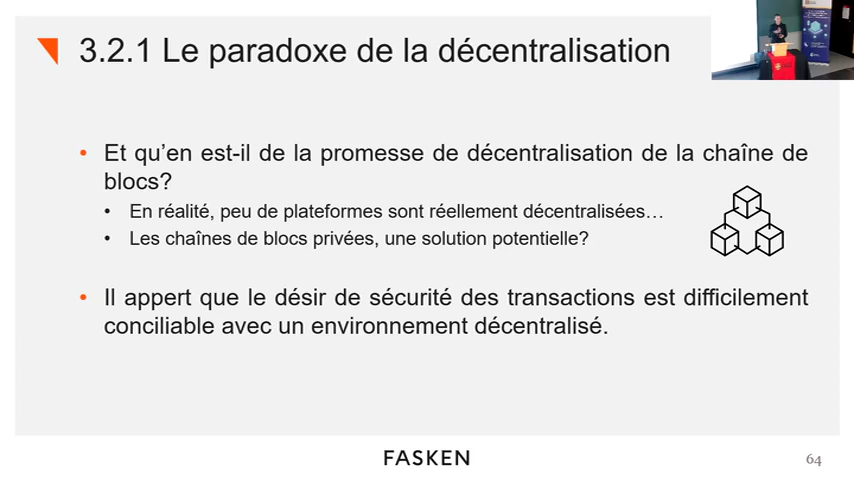 3.2.1 Le paradoxe de la décentralisation
• Et qu'en est-il de la promesse de décentralisation de la chaîne de
blocs?
• En réalité, peu de plateformes sont réellement décentralisées…
• Les chaînes de blocs privées, une solution potentielle?
• Il appert que le désir de sécurité des transactions est difficilement
conciliable avec un environnement décentralisé.
FASKEN
64